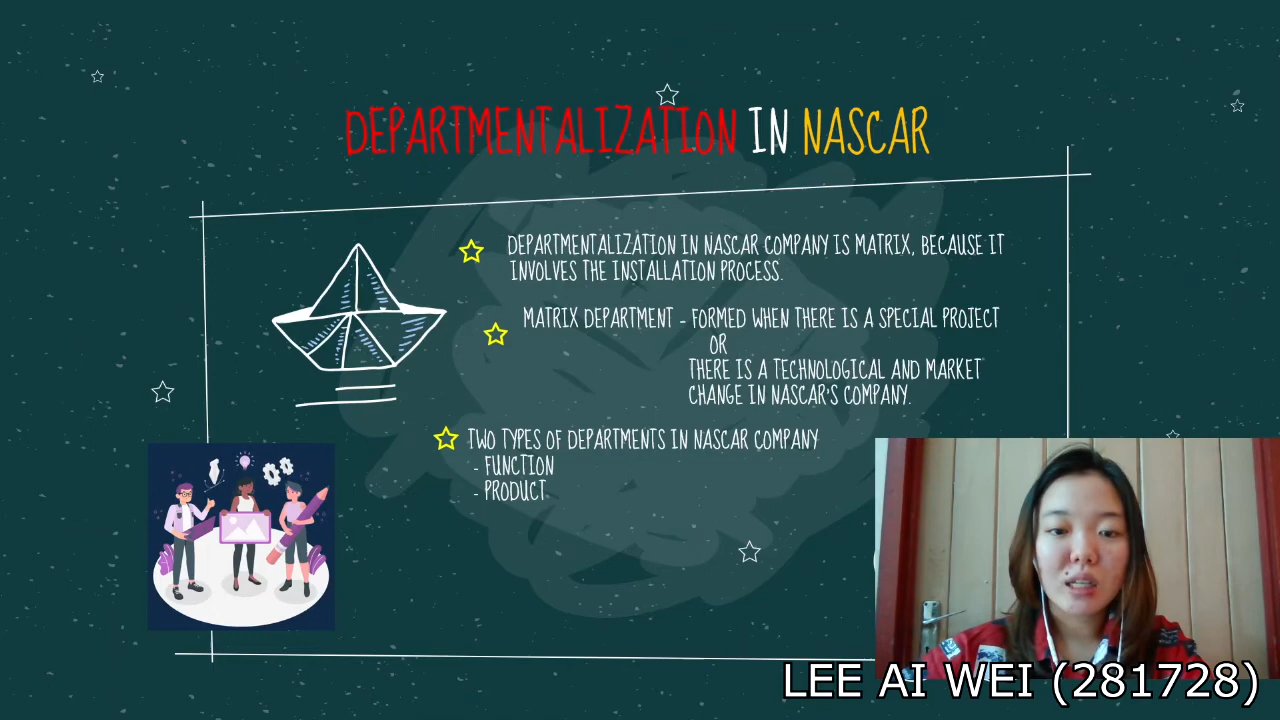 DEPARTMENTALIZATION IN NASCAR
DEPARTMENTALIZATION IN NASCAR COMPANY IS MATRIX, BECAUSE IT
INVOLVES THE INSTALLATION PROCESS.
MATRIX DEPARTMENT - FORMED WHEN THERE IS A SPECIAL PROJECT
OR
THERE IS A TECHNOLOGICAL AND MARKET
CHANGE IN NASCAR'S COMPANY.
TWO TYPES OF DEPARTMENTS IN NASCAR COMPANY
- FUNCTION
- PRODUCT
LEE AI WEI (281728)